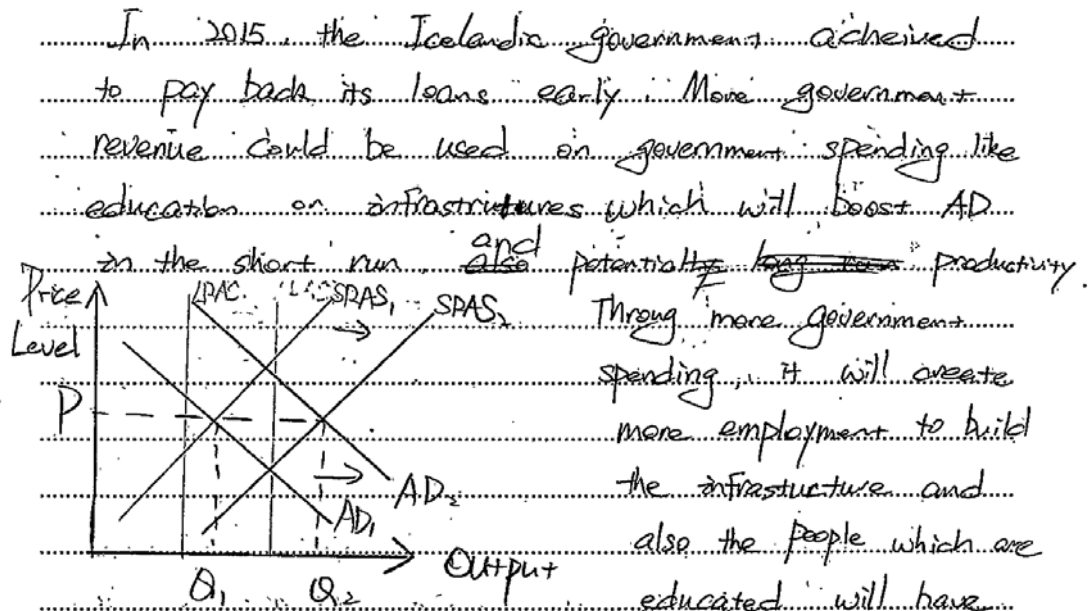 In 2015, the Icelandic government acheived
to pay back its loans early. More government
revenue could be used on government spending like
education or infrastrutures which will boost AD
in the short run, and potential productivity.
Price Level
LRAC SRAS₁ SRAS₂
P
AD₂
AD₁
Output
Q₁ Q₂
Throug more government
spending, it will create
more employment to build
the infrastucture and
also the people which are
educated will have